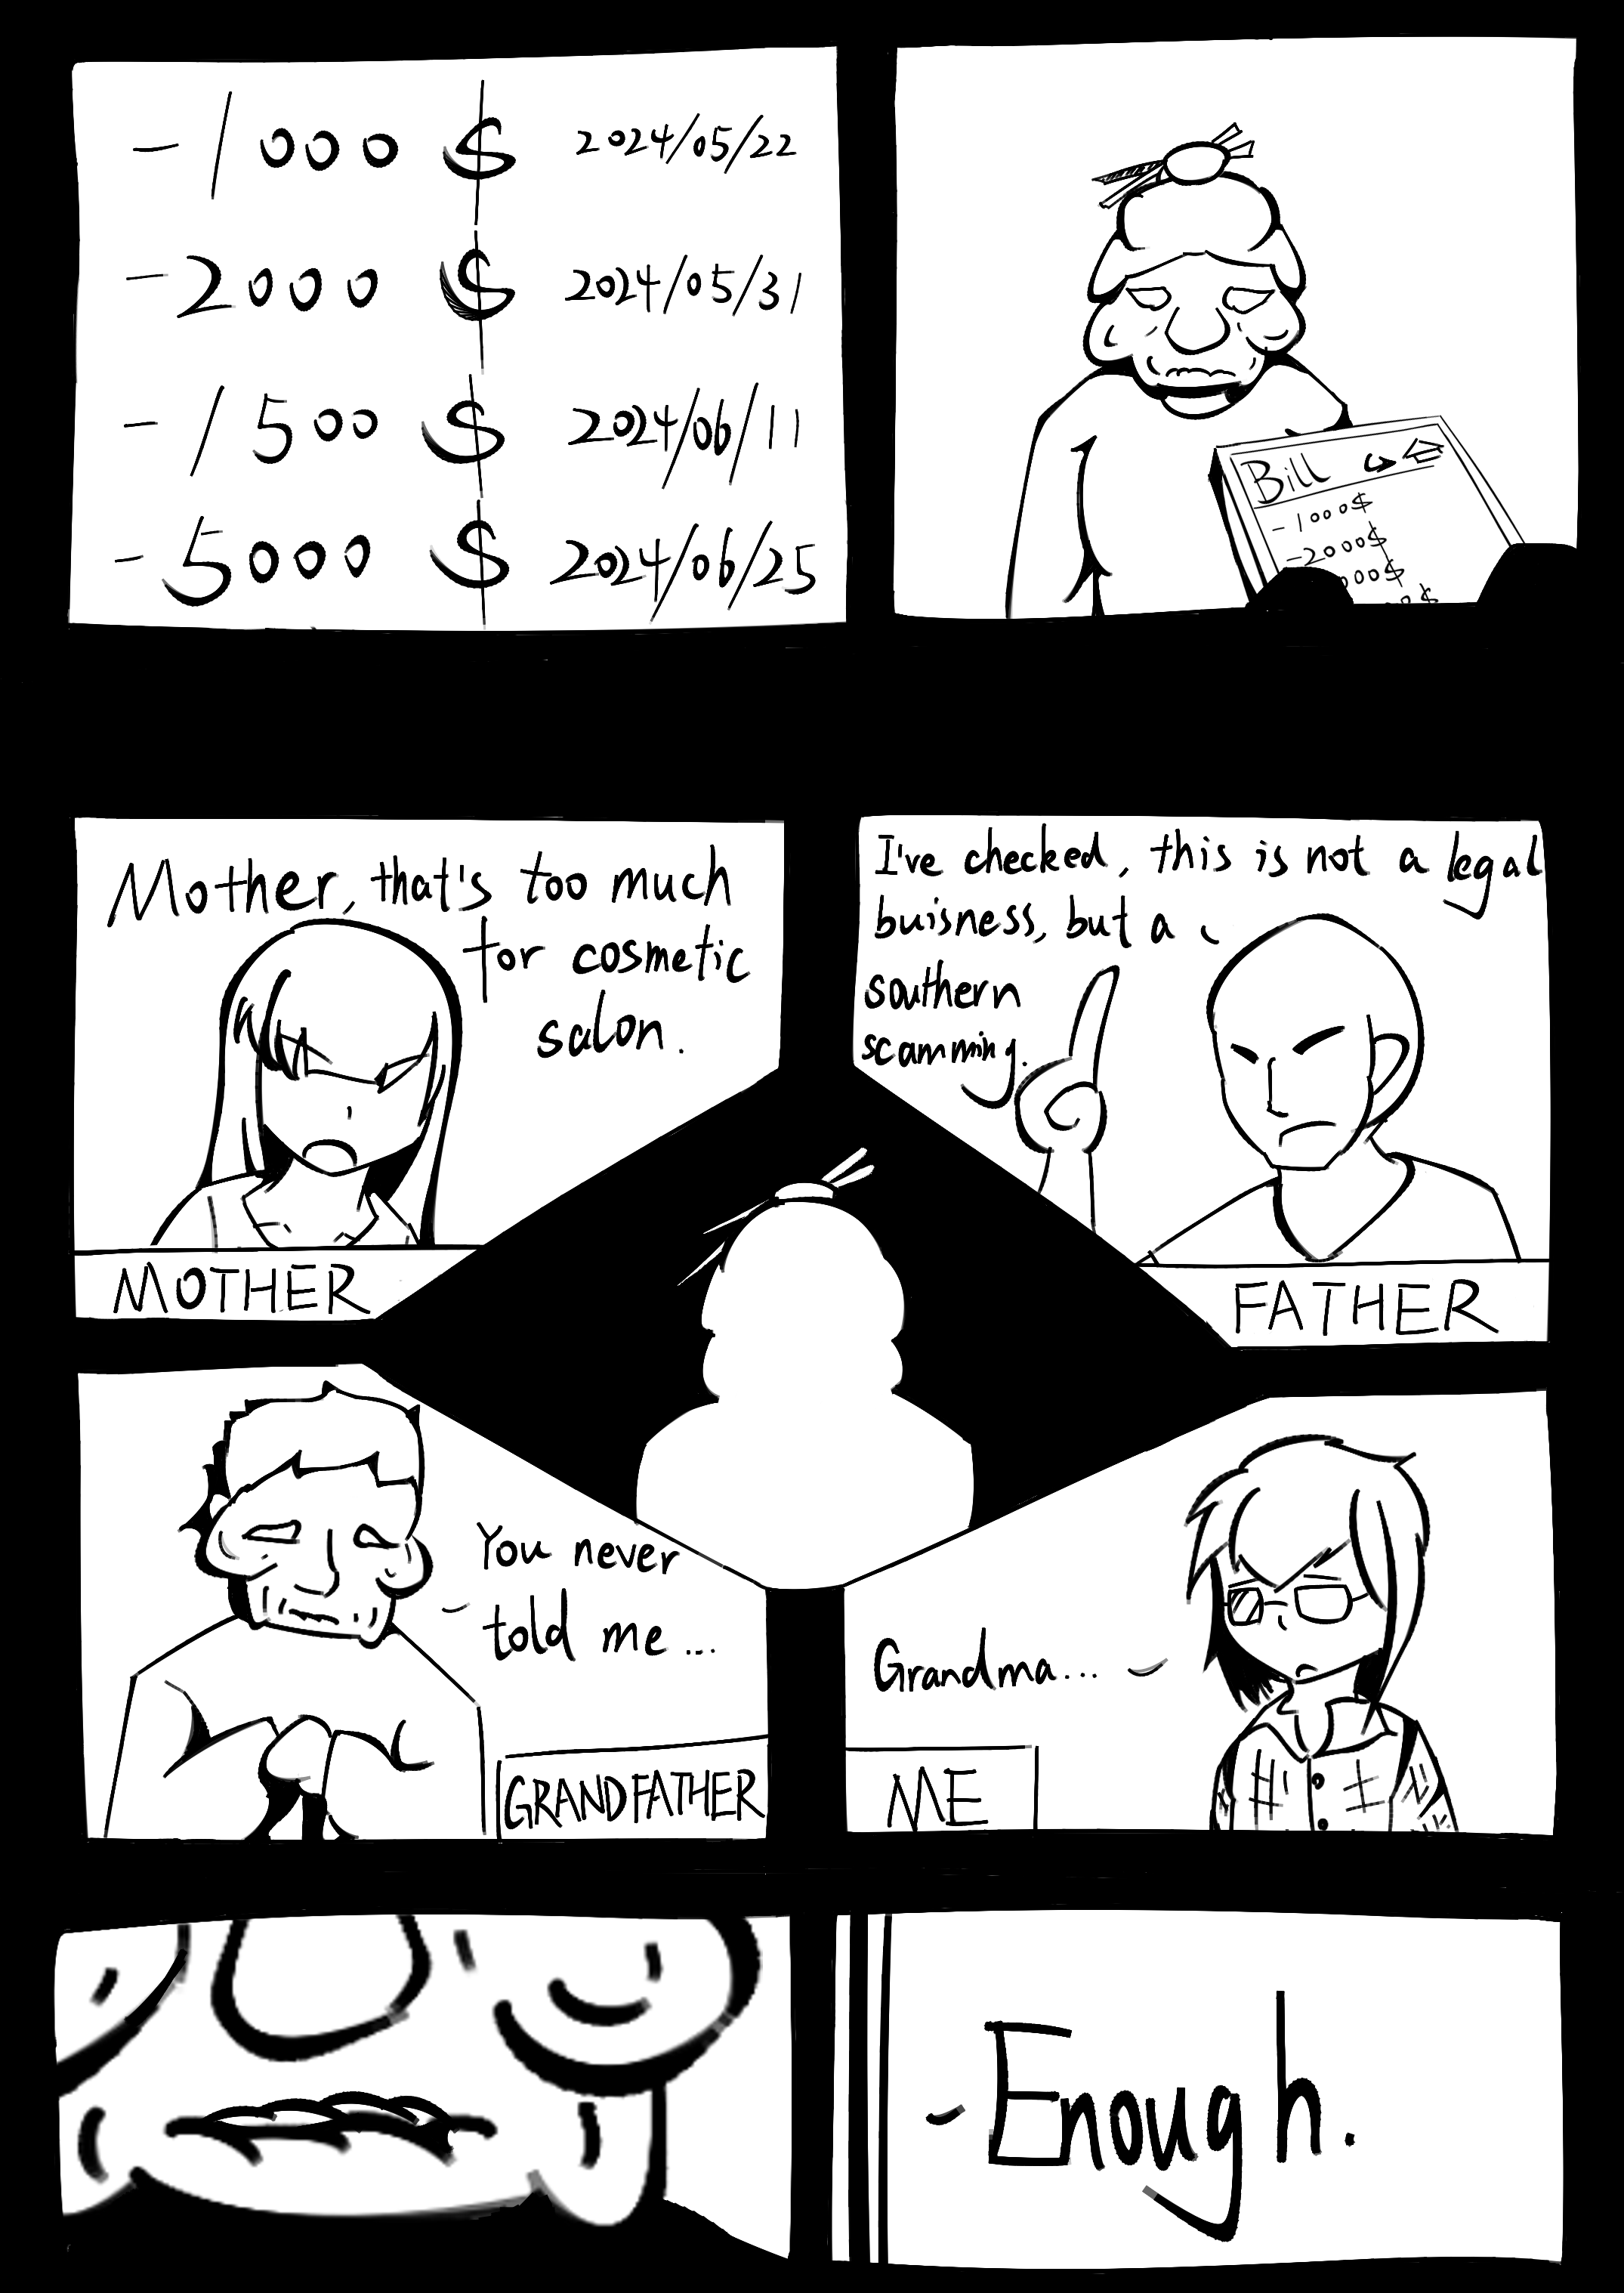 -1000$ 2024/05/22
-2000$ 2024/05/31
-1500$ 2024/06/11
-5000$ 2024/06/25
Bill
-1000$
-2000$
000$
Mother, that's too much
for cosmetic
salon.
MOTHER
I've checked, this is not a legal
buisness, but a
southern
scamming.
FATHER
You never
told me...
GRANDFATHER
Grandma...
ME
Enough.